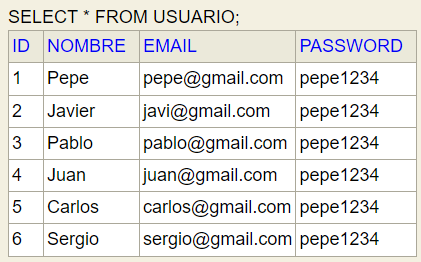 SELECT * FROM USUARIO;
ID NOMBRE EMAIL PASSWORD
1 Pepe pepe@gmail.com pepe1234
2 Javier javi@gmail.com pepe1234
3 Pablo pablo@gmail.com pepe1234
4 Juan juan@gmail.com pepe1234
5 Carlos carlos@gmail.com pepe1234
6 Sergio sergio@gmail.com pepe1234